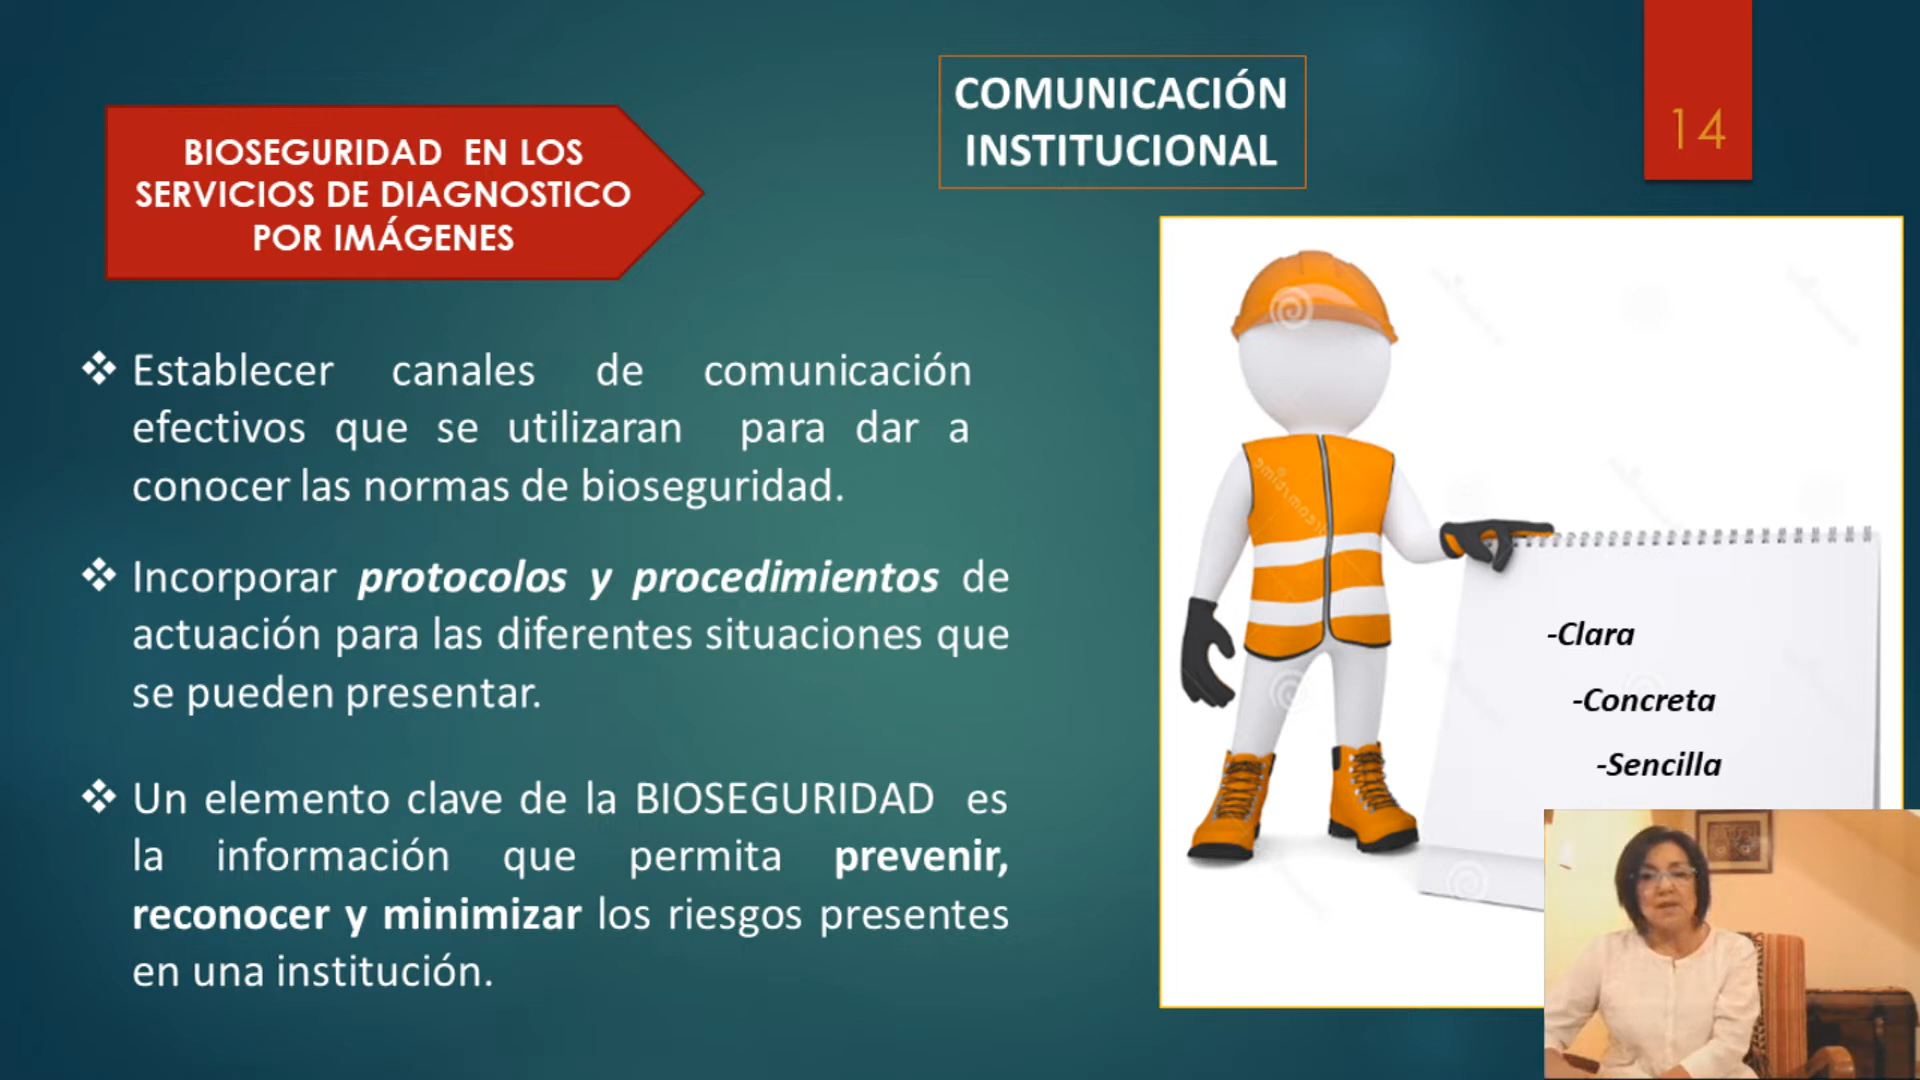 COMUNICACIÓN
INSTITUCIONAL
14
BIOSEGURIDAD EN LOS
SERVICIOS DE DIAGNOSTICO
POR IMÁGENES
❖ Establecer canales de comunicación
efectivos que se utilizaran para dar a
conocer las normas de bioseguridad.
❖ Incorporar protocolos y procedimientos de
actuación para las diferentes situaciones que
se pueden presentar.
❖ Un elemento clave de la BIOSEGURIDAD es
la información que permita prevenir,
reconocer y minimizar los riesgos presentes
en una institución.
-Clara
-Concreta
-Sencilla